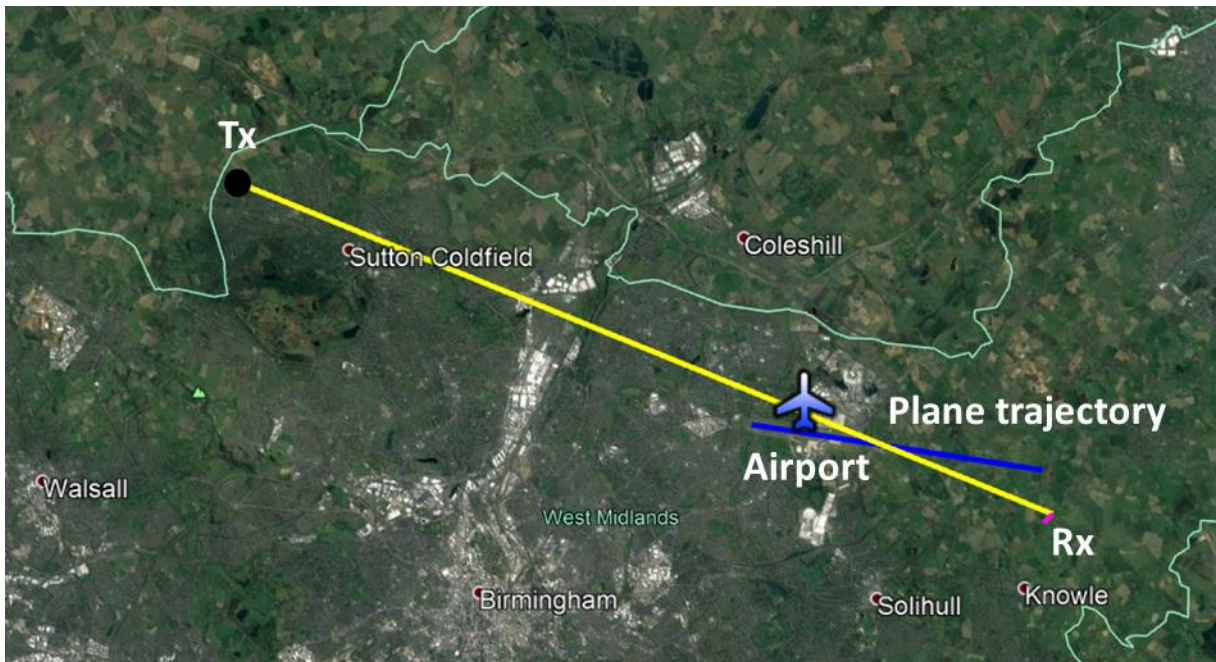 Tx
Sutton Coldfield
Coleshill
Plane trajectory
Airport
Walsall
West Midlands
Rx
Birmingham
Solihull
Knowle